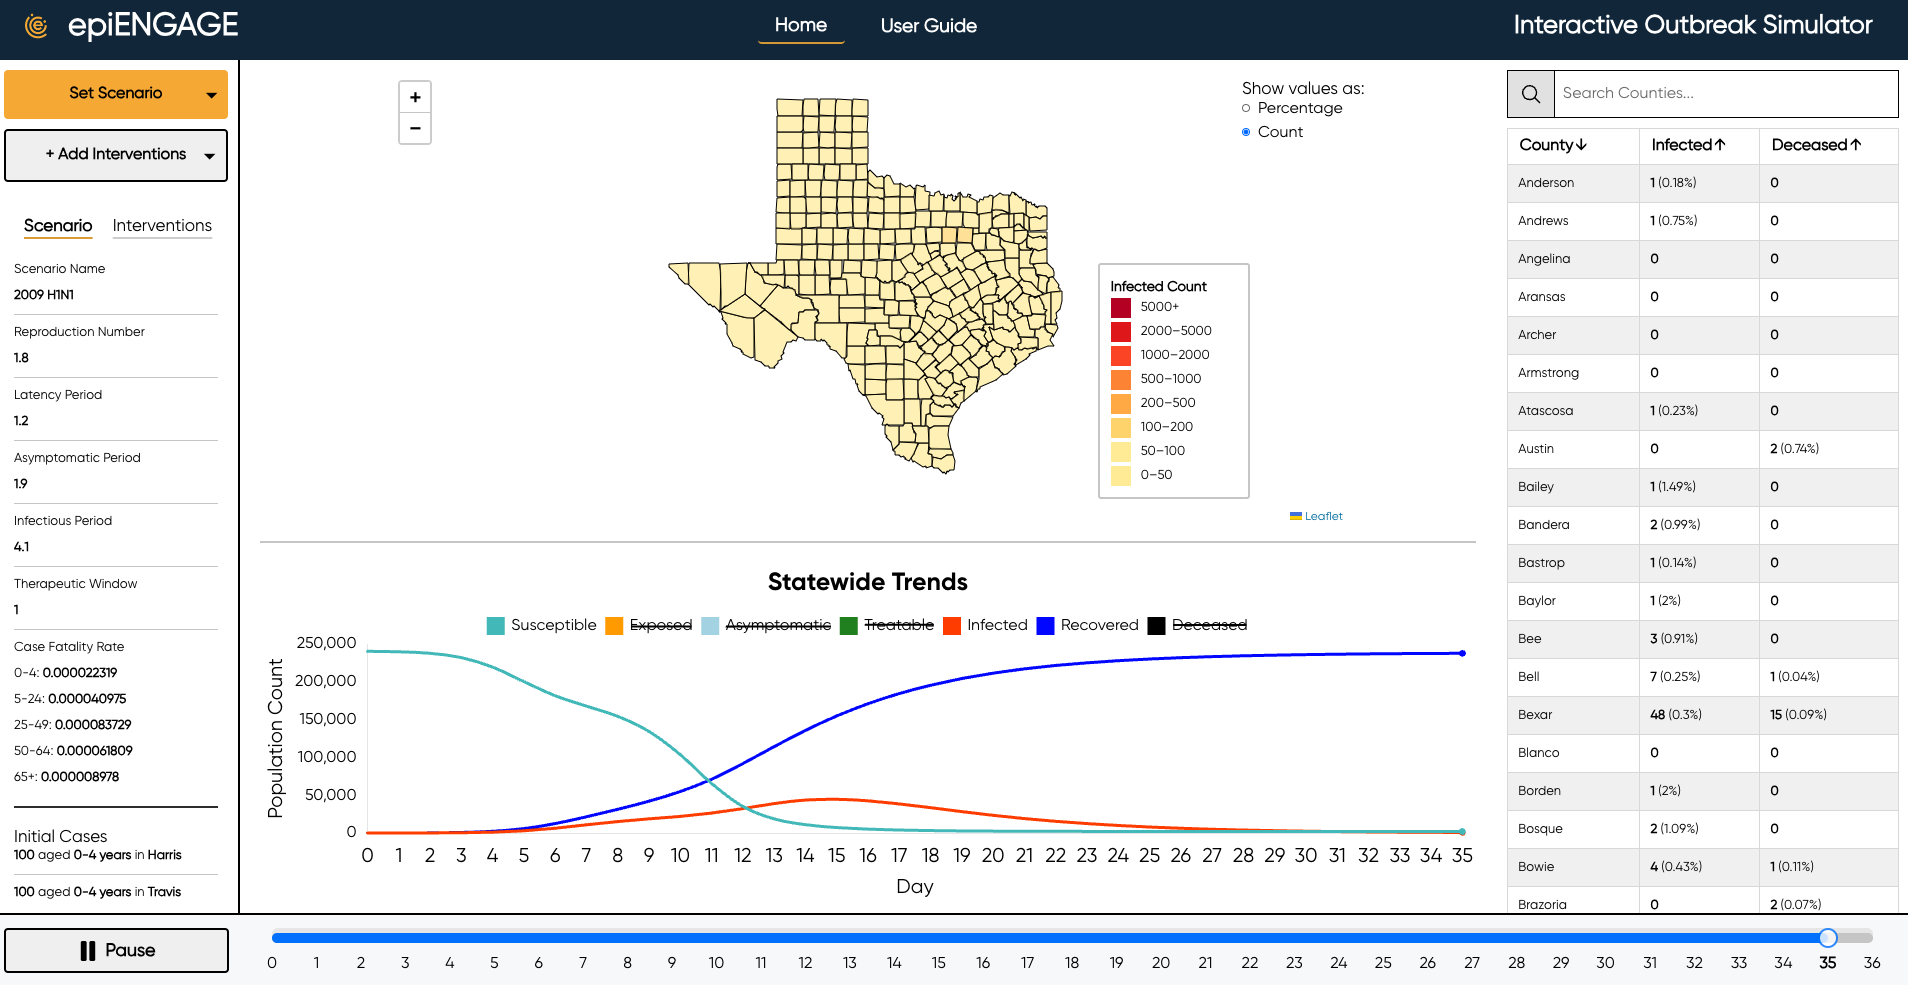 epiENGAGE
Home
User Guide
Interactive Outbreak Simulator
Set Scenario
+ Add Interventions
Scenario
Interventions
Scenario Name
2009 H1N1
Reproduction Number
1.8
Latency Period
1.2
Asymptomatic Period
1.9
Infectious Period
4.1
Therapeutic Window
1
Case Fatality Rate
0-4: 0.000022319
5-24: 0.000040975
25-49: 0.000083729
50-64: 0.000061809
65+: 0.000008978
Initial Cases
100 aged 0-4 years in Harris
100 aged 0-4 years in Travis
+
−
Show values as:
Percentage
Count
Infected Count
5000+
2000–5000
1000–2000
500–1000
200–500
100–200
50–100
0–50
Leaflet
Statewide Trends
Susceptible Exposed Asymptomatic Treatable Infected Recovered Deceased
Population Count
250,000
200,000
150,000
100,000
50,000
0
0 1 2 3 4 5 6 7 8 9 10 11 12 13 14 15 16 17 18 19 20 21 22 23 24 25 26 27 28 29 30 31 32 33 34 35
Day
Search Counties...
County↓ Infected↑ Deceased↑
Anderson 1 (0.18%) 0
Andrews 1 (0.75%) 0
Angelina 0 0
Aransas 0 0
Archer 0 0
Armstrong 0 0
Atascosa 1 (0.23%) 0
Austin 0 2 (0.74%)
Bailey 1 (1.49%) 0
Bandera 2 (0.99%) 0
Bastrop 1 (0.14%) 0
Baylor 1 (2%) 0
Bee 3 (0.91%) 0
Bell 7 (0.25%) 1 (0.04%)
Bexar 48 (0.3%) 15 (0.09%)
Blanco 0 0
Borden 1 (2%) 0
Bosque 2 (1.09%) 0
Bowie 4 (0.43%) 1 (0.11%)
Brazoria 0 2 (0.07%)
Pause
0 1 2 3 4 5 6 7 8 9 10 11 12 13 14 15 16 17 18 19 20 21 22 23 24 25 26 27 28 29 30 31 32 33 34 35 36